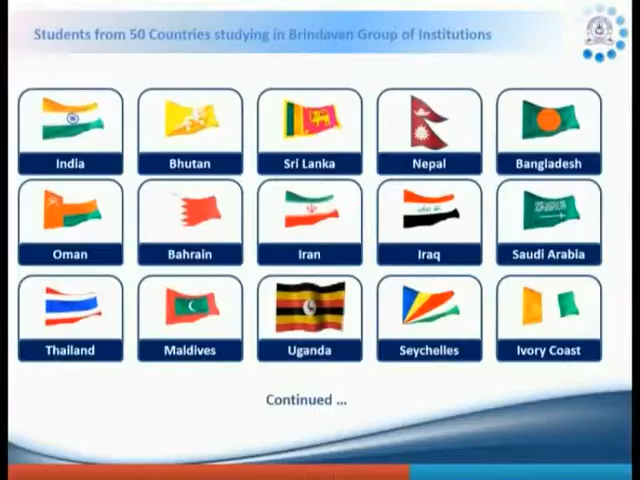 Students from 50 Countries studying in Brindavan Group of Institutions
India
Bhutan
Sri Lanka
Nepal
Bangladesh
Oman
Bahrain
Iran
Iraq
Saudi Arabia
Thailand
Maldives
Uganda
Seychelles
Ivory Coast
Continued ...